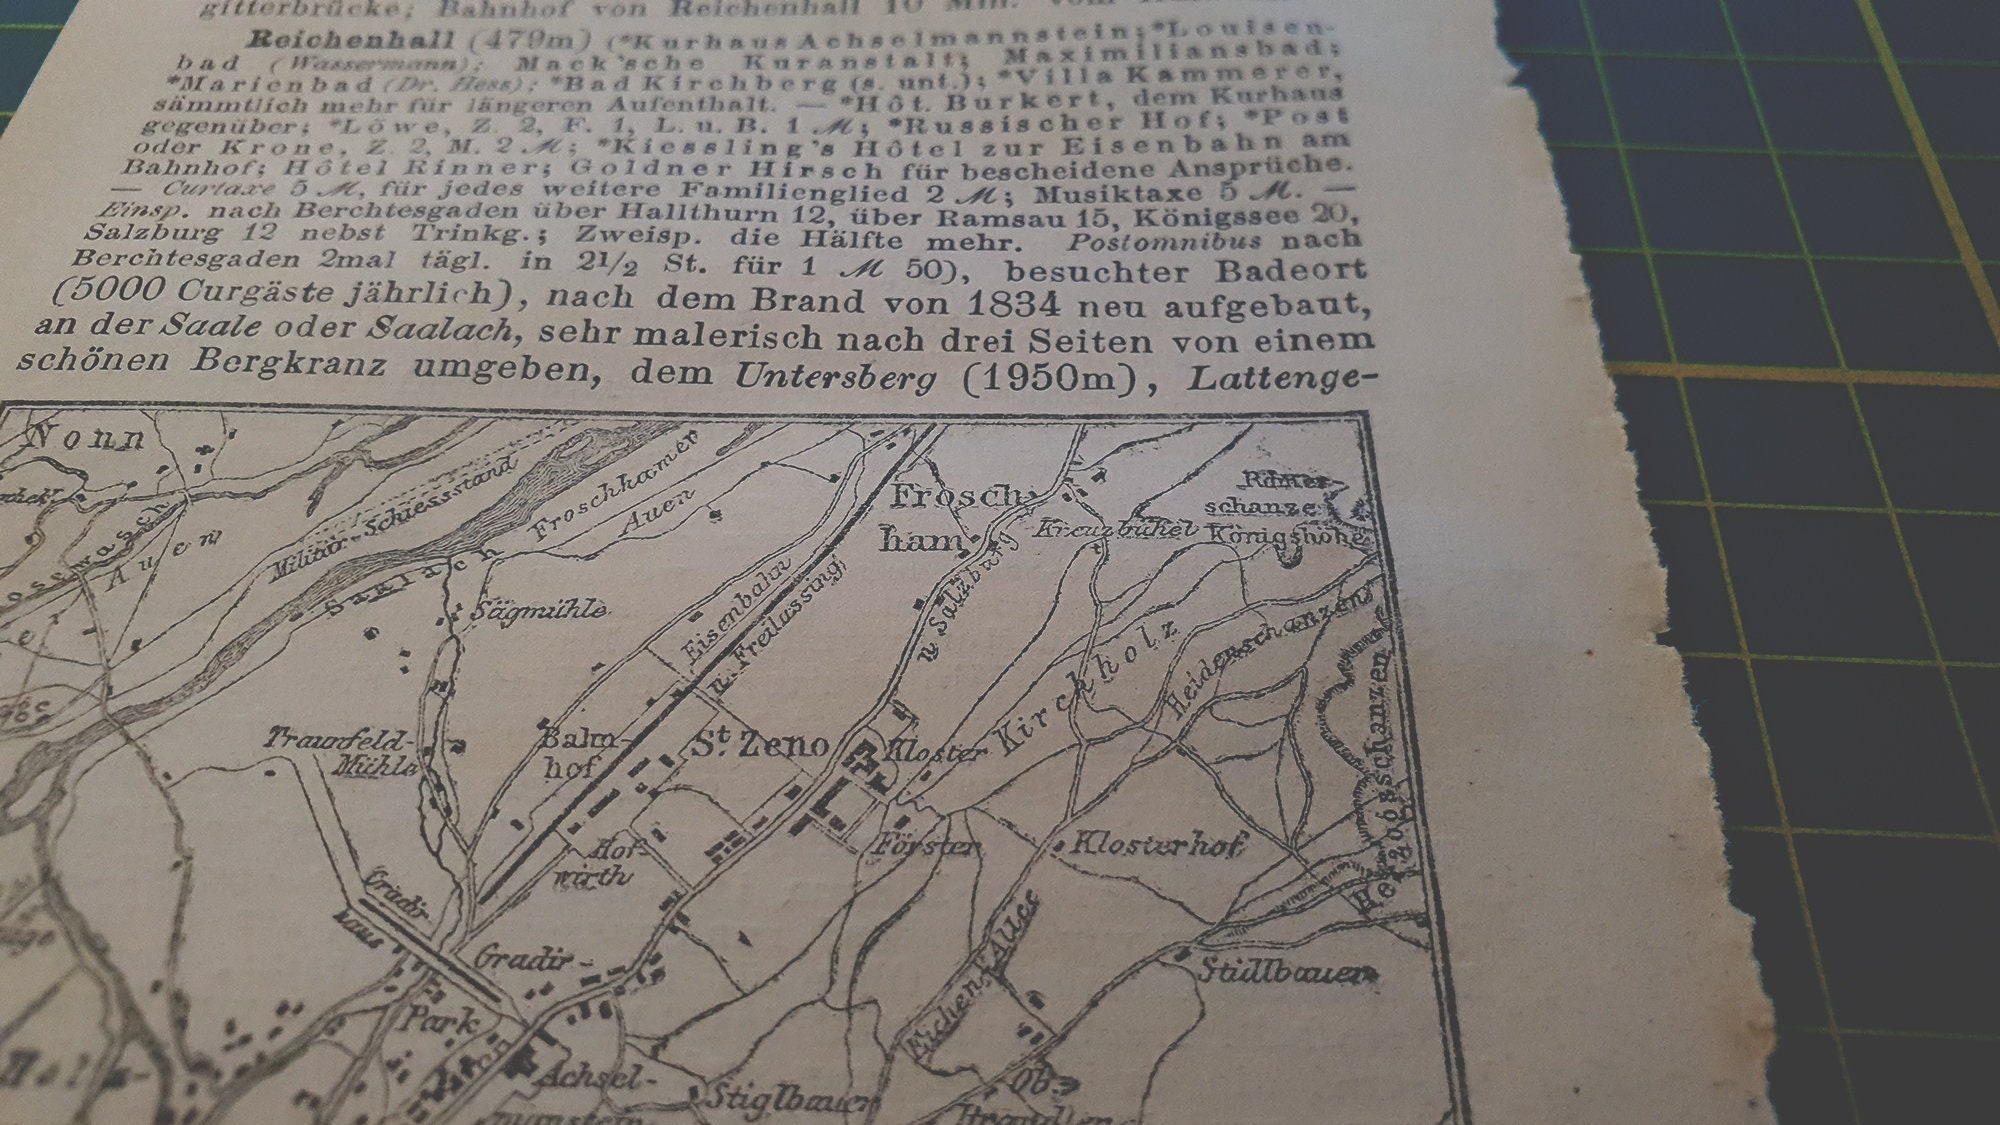 gitterbrücke; Bahnhof von Reichenhall 10 Min. vom
Reichenhall (479m) (*Kurhaus Achselmannstein; *Louisen-
bad (Wassermann); Mack'sche Kuranstalt; Maximiliansbad;
*Marienbad (Dr. Hess); *Bad Kirchberg (s. unt.); *Villa Kammerer,
sämmtlich mehr für längeren Aufenthalt. — *Hôt. Burkert, dem Kurhaus
gegenüber; *Löwe, Z. 2, F. 1, L. u. B. 1 M; *Russischer Hof; *Post
oder Krone, Z. 2, M. 2 M; *Kiessling's Hôtel zur Eisenbahn am
Bahnhof; Hôtel Rinner; Goldner Hirsch für bescheidene Ansprüche.
— Curtaxe 5 M, für jedes weitere Familienglied 2 M; Musiktaxe 5 M. —
Einsp. nach Berchtesgaden über Hallthurn 12, über Ramsau 15, Königssee 20,
Salzburg 12 nebst Trinkg.; Zweisp. die Hälfte mehr. Postomnibus nach
Berchtesgaden 2mal tägl. in 2½ St. für 1 M 50), besuchter Badeort
(5000 Curgäste jährlich), nach dem Brand von 1834 neu aufgebaut,
an der Saale oder Saalach, sehr malerisch nach drei Seiten von einem
schönen Bergkranz umgeben, dem Untersberg (1950m), Lattenge-
Nonn
Militär-Schiessstand
Froschhamer
Auen
Frosch
ham
Römer
schanze
Kreuzbühel
Königshöhe
Auen
Saalach
Sägmühle
Eisenbahn
n. Freilassing
n. Salzburg
Kirchholz
Heidenschanzen
Traunfeld-
Mühle
Bahn-
hof
St. Zeno
Kloster
Hof-
wirth
Förster
Klosterhof
Gradir
haus
Gradir-
Park
Eichen Allee
Stüllbauer
Achsel-
mannstein
Stiglbauer
Ob.